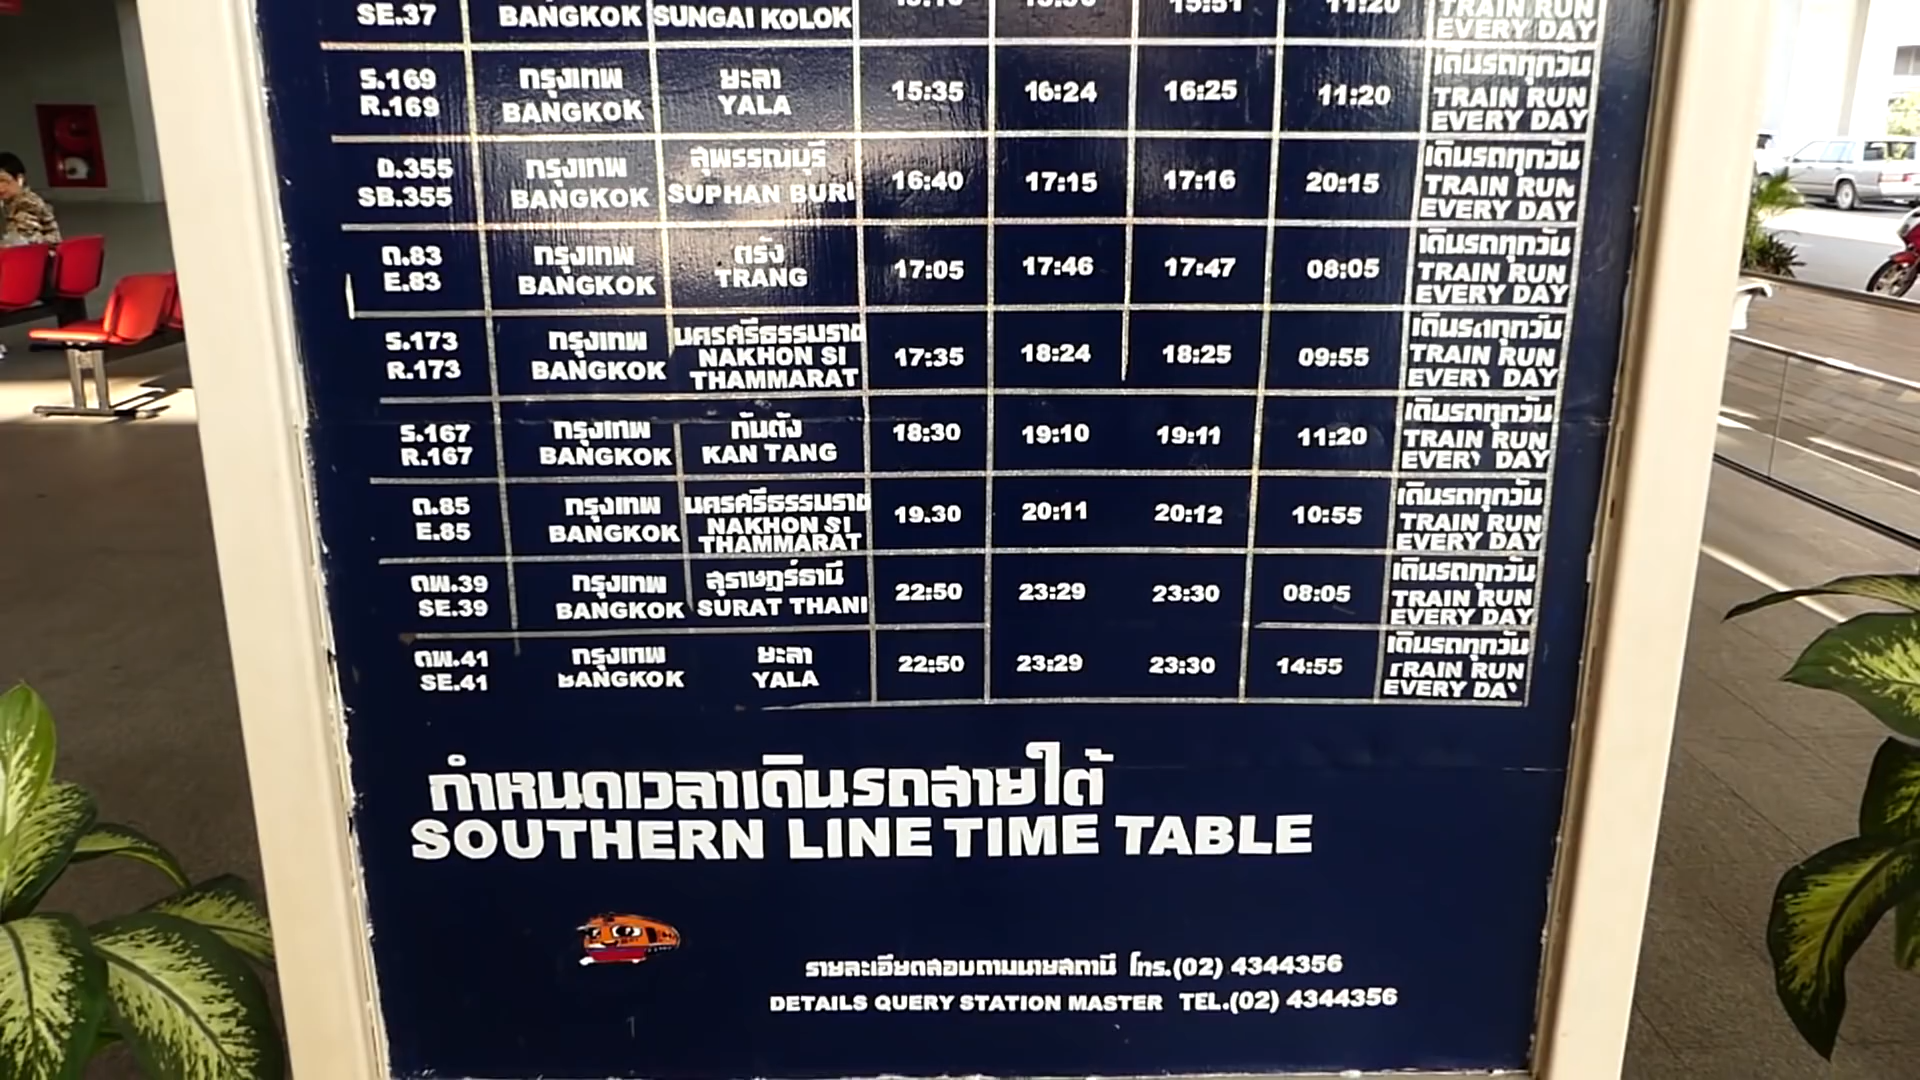 SE.37 BANGKOK SUNGAI KOLOK 15:51 11:20 TRAIN RUN
EVERY DAY
ร.169 กรุงเทพ ยะลา เดินรถทุกวัน
R.169 BANGKOK YALA 15:35 16:24 16:25 11:20 TRAIN RUN
EVERY DAY
ด.355 กรุงเทพ สุพรรณบุรี เดินรถทุกวัน
SB.355 BANGKOK SUPHAN BURI 16:40 17:15 17:16 20:15 TRAIN RUN
EVERY DAY
ด.83 กรุงเทพ ตรัง เดินรถทุกวัน
E.83 BANGKOK TRANG 17:05 17:46 17:47 08:05 TRAIN RUN
EVERY DAY
ร.173 กรุงเทพ นครศรีธรรมราช เดินรถทุกวัน
R.173 BANGKOK NAKHON SI THAMMARAT 17:35 18:24 18:25 09:55 TRAIN RUN
EVERY DAY
ร.167 กรุงเทพ กันตัง เดินรถทุกวัน
R.167 BANGKOK KAN TANG 18:30 19:10 19:11 11:20 TRAIN RUN
EVERY DAY
ด.85 กรุงเทพ นครศรีธรรมราช เดินรถทุกวัน
E.85 BANGKOK NAKHON SI THAMMARAT 19.30 20:11 20:12 10:55 TRAIN RUN
EVERY DAY
ดพ.39 กรุงเทพ สุราษฎร์ธานี เดินรถทุกวัน
SE.39 BANGKOK SURAT THANI 22:50 23:29 23:30 08:05 TRAIN RUN
EVERY DAY
ดพ.41 กรุงเทพ ยะลา เดินรถทุกวัน
SE.41 BANGKOK YALA 22:50 23:29 23:30 14:55 TRAIN RUN
EVERY DAY
กำหนดเวลาเดินรถสายใต้
SOUTHERN LINE TIME TABLE
รายละเอียดสอบถามนายสถานี โทร.(02) 4344356
DETAILS QUERY STATION MASTER TEL.(02) 4344356